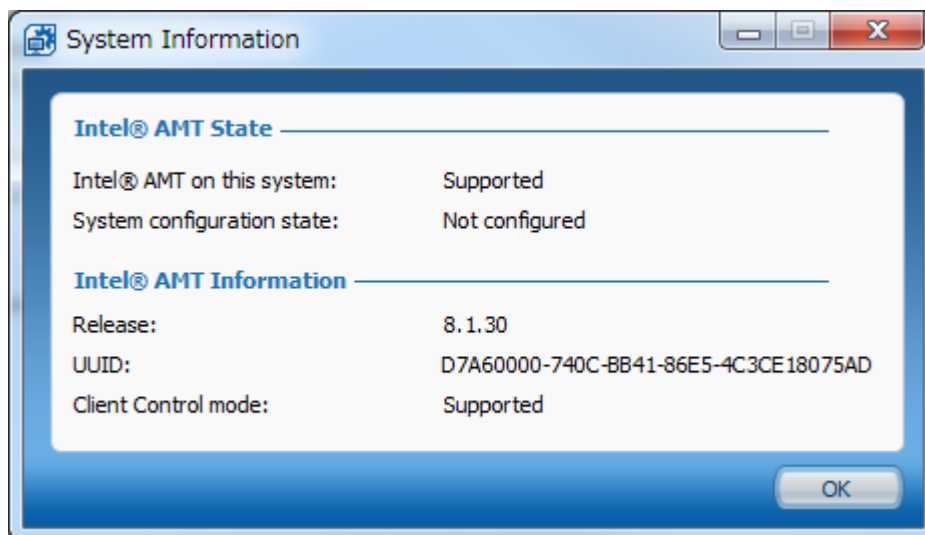 System Information
Intel® AMT State
Intel® AMT on this system: Supported
System configuration state: Not configured
Intel® AMT Information
Release: 8.1.30
UUID: D7A60000-740C-BB41-86E5-4C3CE18075AD
Client Control mode: Supported
OK